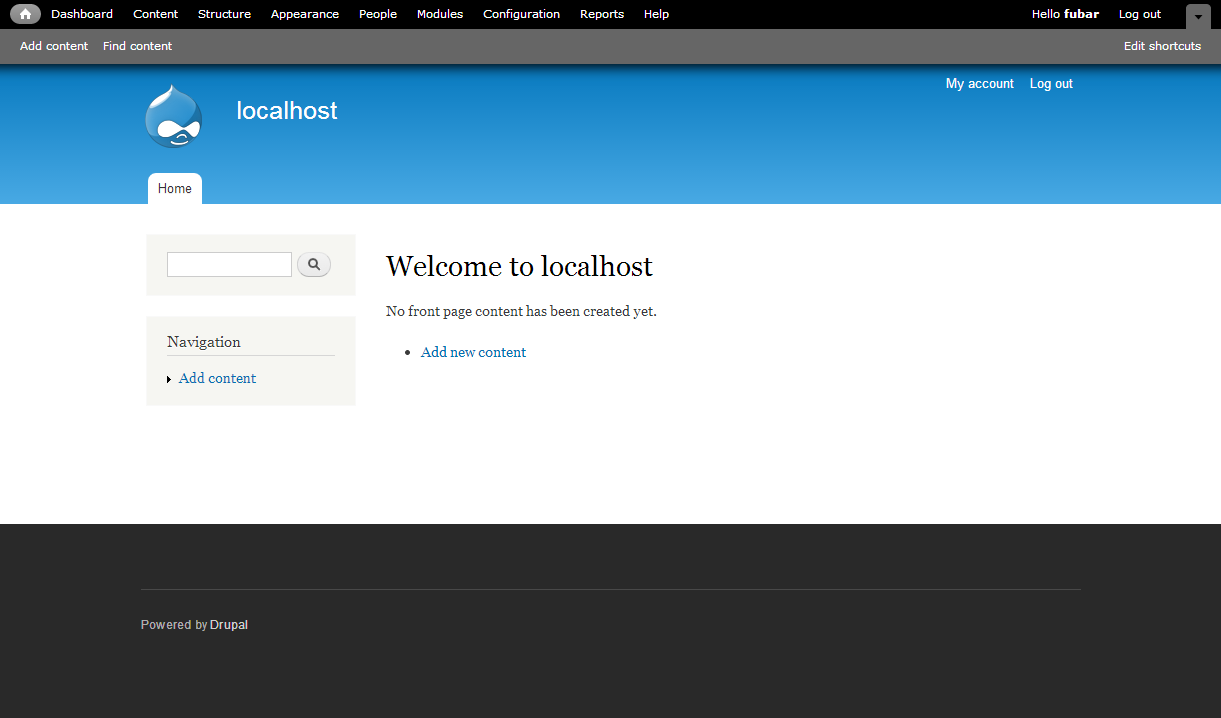 Dashboard Content Structure Appearance People Modules Configuration Reports Help Hello fubar Log out
Add content Find content Edit shortcuts
My account Log out
localhost
Home
Welcome to localhost
No front page content has been created yet.
Navigation
Add new content
Add content
Powered by Drupal